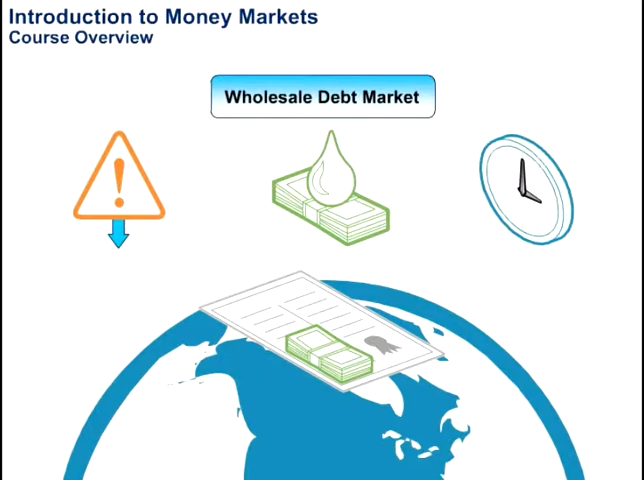 Introduction to Money Markets
Course Overview
Wholesale Debt Market